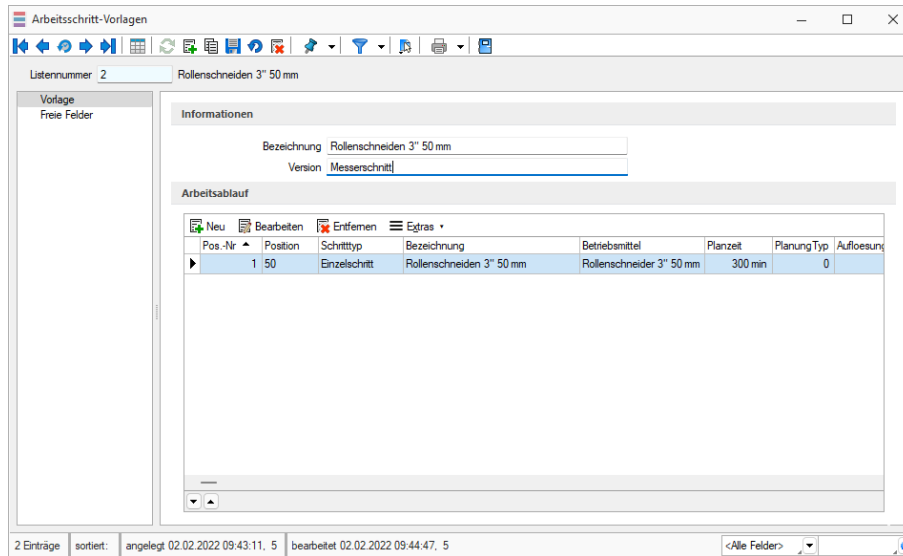 Arbeitsschritt-Vorlagen
Listennummer 2 Rollenschneiden 3'' 50 mm
Vorlage
Freie Felder
Informationen
Bezeichnung Rollenschneiden 3'' 50 mm
Version Messerschnitt
Arbeitsablauf
Neu Bearbeiten Entfernen Extras
Pos.-Nr Position Schritttyp Bezeichnung Betriebsmittel Planzeit PlanungTyp Aufloesung
1 50 Einzelschritt Rollenschneiden 3'' 50 mm Rollenschneider 3'' 50 mm 300 min 0
2 Einträge sortiert: angelegt 02.02.2022 09:43:11, 5 bearbeitet 02.02.2022 09:44:47, 5 <Alle Felder>